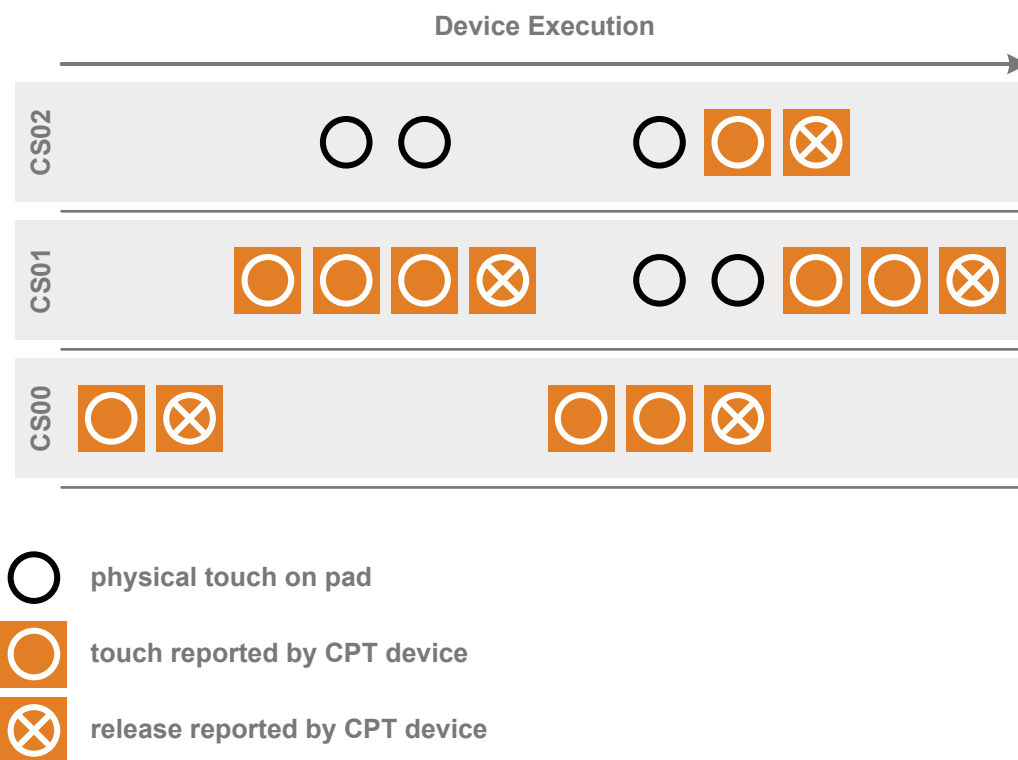 Device Execution
CS02
CS01
CS00
physical touch on pad
touch reported by CPT device
release reported by CPT device